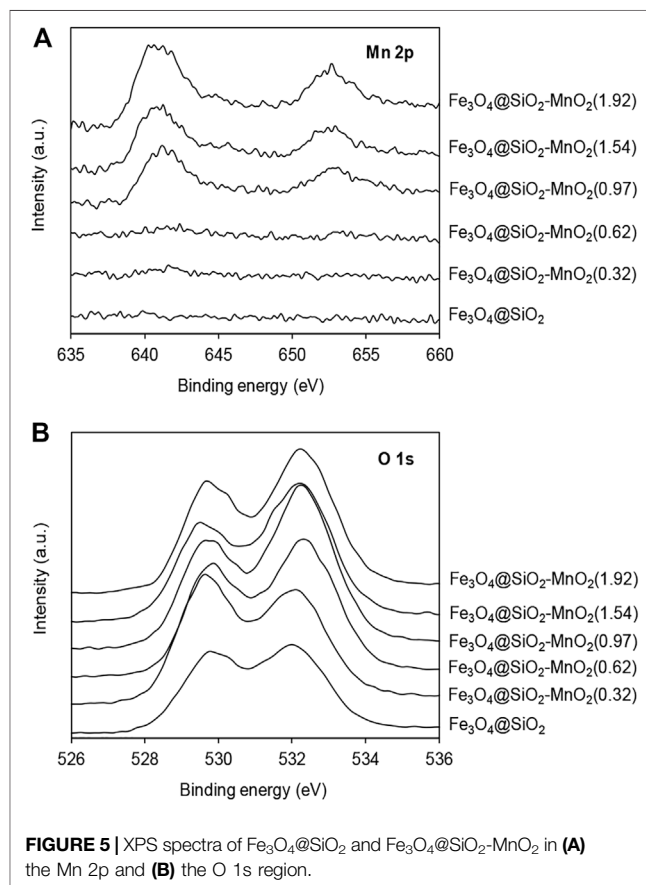 A
Mn 2p
Intensity (a.u.)
Fe₃O₄@SiO₂-MnO₂(1.92)
Fe₃O₄@SiO₂-MnO₂(1.54)
Fe₃O₄@SiO₂-MnO₂(0.97)
Fe₃O₄@SiO₂-MnO₂(0.62)
Fe₃O₄@SiO₂-MnO₂(0.32)
Fe₃O₄@SiO₂
635 640 645 650 655 660
Binding energy (eV)
B
O 1s
Intensity (a.u.)
Fe₃O₄@SiO₂-MnO₂(1.92)
Fe₃O₄@SiO₂-MnO₂(1.54)
Fe₃O₄@SiO₂-MnO₂(0.97)
Fe₃O₄@SiO₂-MnO₂(0.62)
Fe₃O₄@SiO₂-MnO₂(0.32)
Fe₃O₄@SiO₂
526 528 530 532 534 536
Binding energy (eV)
FIGURE 5 | XPS spectra of Fe₃O₄@SiO₂ and Fe₃O₄@SiO₂-MnO₂ in (A)
the Mn 2p and (B) the O 1s region.